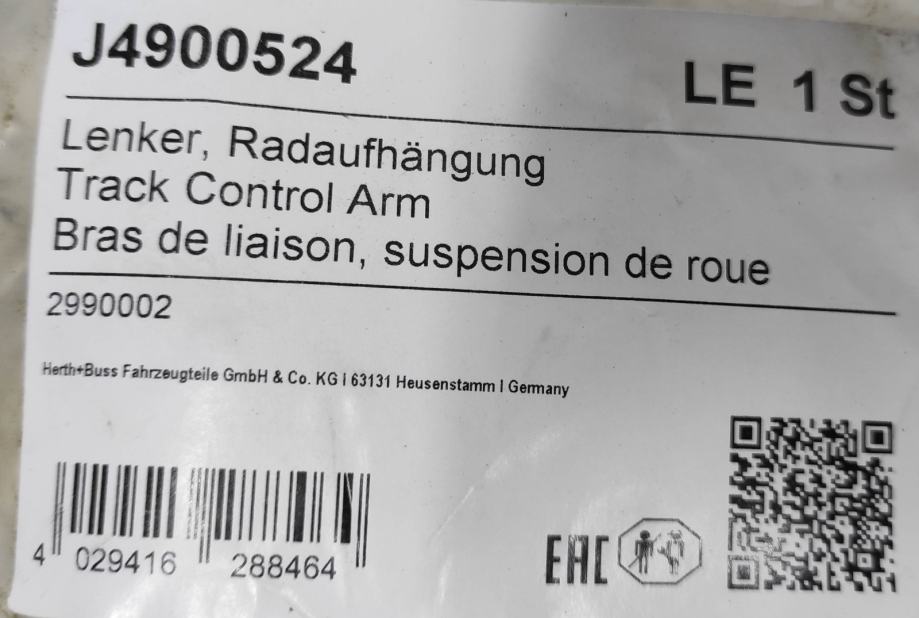 J4900524
LE 1 St
Lenker, Radaufhängung
Track Control Arm
Bras de liaison, suspension de roue
2990002
Herth+Buss Fahrzeugteile GmbH & Co. KG | 63131 Heusenstamm | Germany
4 029416 288464
EAC